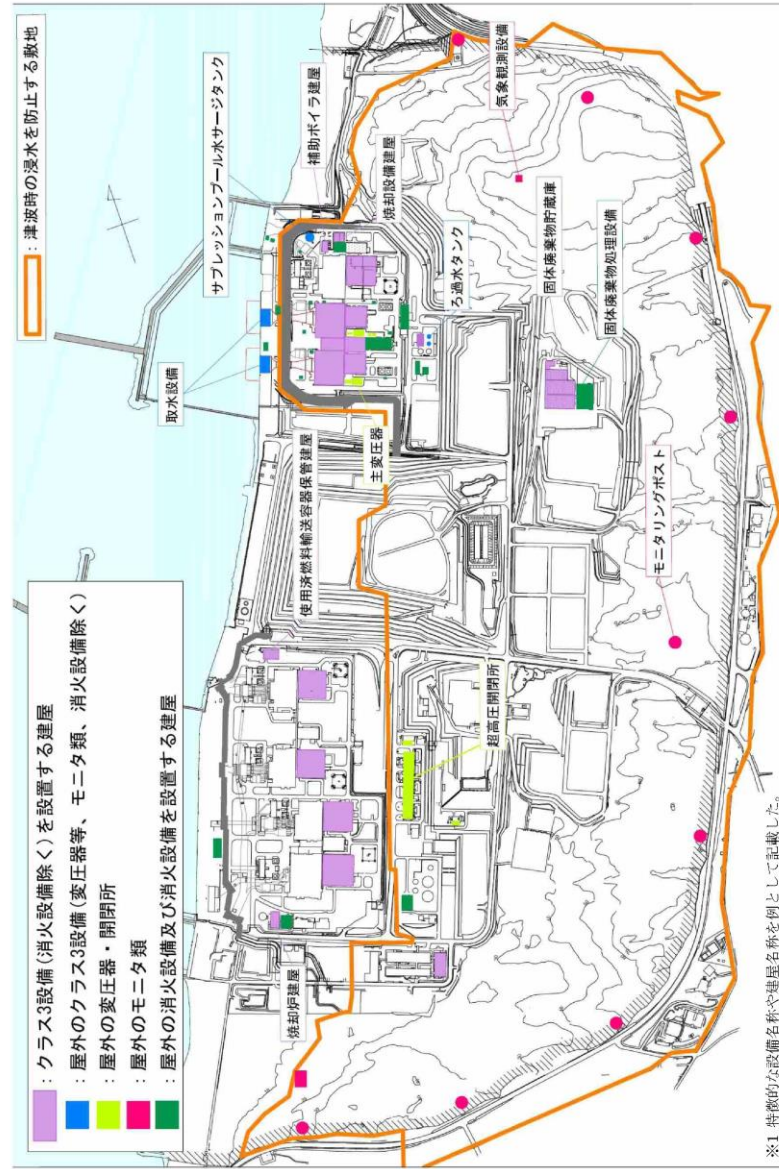 ：クラス3設備(消火設備除く)を設置する建屋
：屋外のクラス3設備(変圧器等、モニタ類、消火設備除く)
：屋外の変圧器・開閉所
：屋外のモニタ類
：屋外の消火設備及び消火設備を設置する建屋
：津波時の浸水を防止する敷地
取水設備
サプレッションプール水サージタンク
補助ボイラ建屋
焼却設備建屋
使用済燃料輸送容器保管建屋
主変圧器
ろ過水タンク
気象観測設備
固体廃棄物貯蔵庫
固体廃棄物処理設備
焼却炉建屋
超高圧開閉所
モニタリングポスト
※1 特徴的な設備名称や建屋名称を例として記載した。